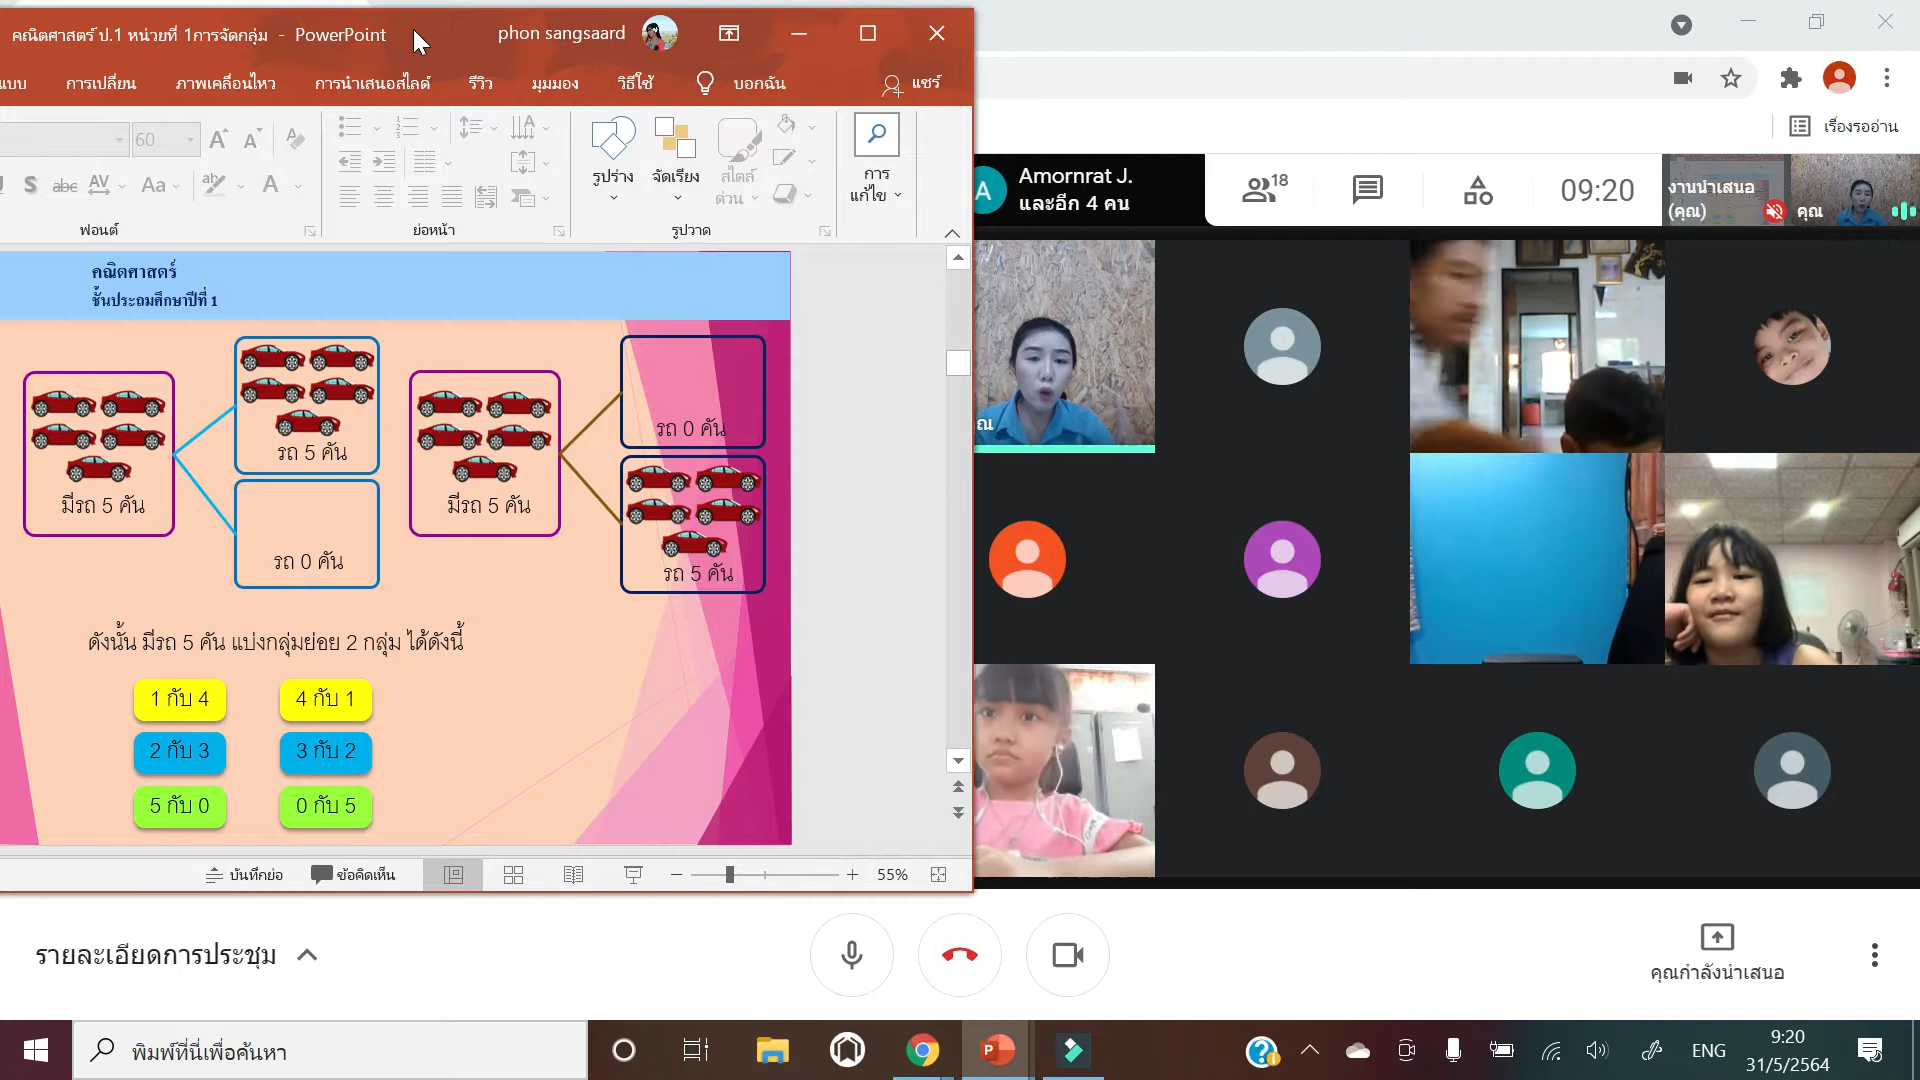 คณิตศาสตร์ ป.1 หน่วยที่ 1การจัดกลุ่ม - PowerPoint
phon sangsaard
แบบ การเปลี่ยน ภาพเคลื่อนไหว การนำเสนอสไลด์ รีวิว มุมมอง วิธีใช้ บอกฉัน แชร์
60
S abc AV Aa A
รูปร่าง
จัดเรียง
สไตล์
ด่วน
การ
แก้ไข
ฟอนต์
ย่อหน้า
รูปวาด
คณิตศาสตร์
ชั้นประถมศึกษาปีที่ 1
มีรถ 5 คัน
รถ 5 คัน
รถ 0 คัน
มีรถ 5 คัน
รถ 0 คัน
รถ 5 คัน
ดังนั้น มีรถ 5 คัน แบ่งกลุ่มย่อย 2 กลุ่ม ได้ดังนี้
1 กับ 4
4 กับ 1
2 กับ 3
3 กับ 2
5 กับ 0
0 กับ 5
บันทึกย่อ
ข้อคิดเห็น
55%
เรื่องรออ่าน
A
Amornrat J.
และอีก 4 คน
18
09:20
งานนำเสนอ
(คุณ)
คุณ
ณ
รายละเอียดการประชุม
คุณกำลังนำเสนอ
พิมพ์ที่นี่เพื่อค้นหา
ENG
9:20
31/5/2564